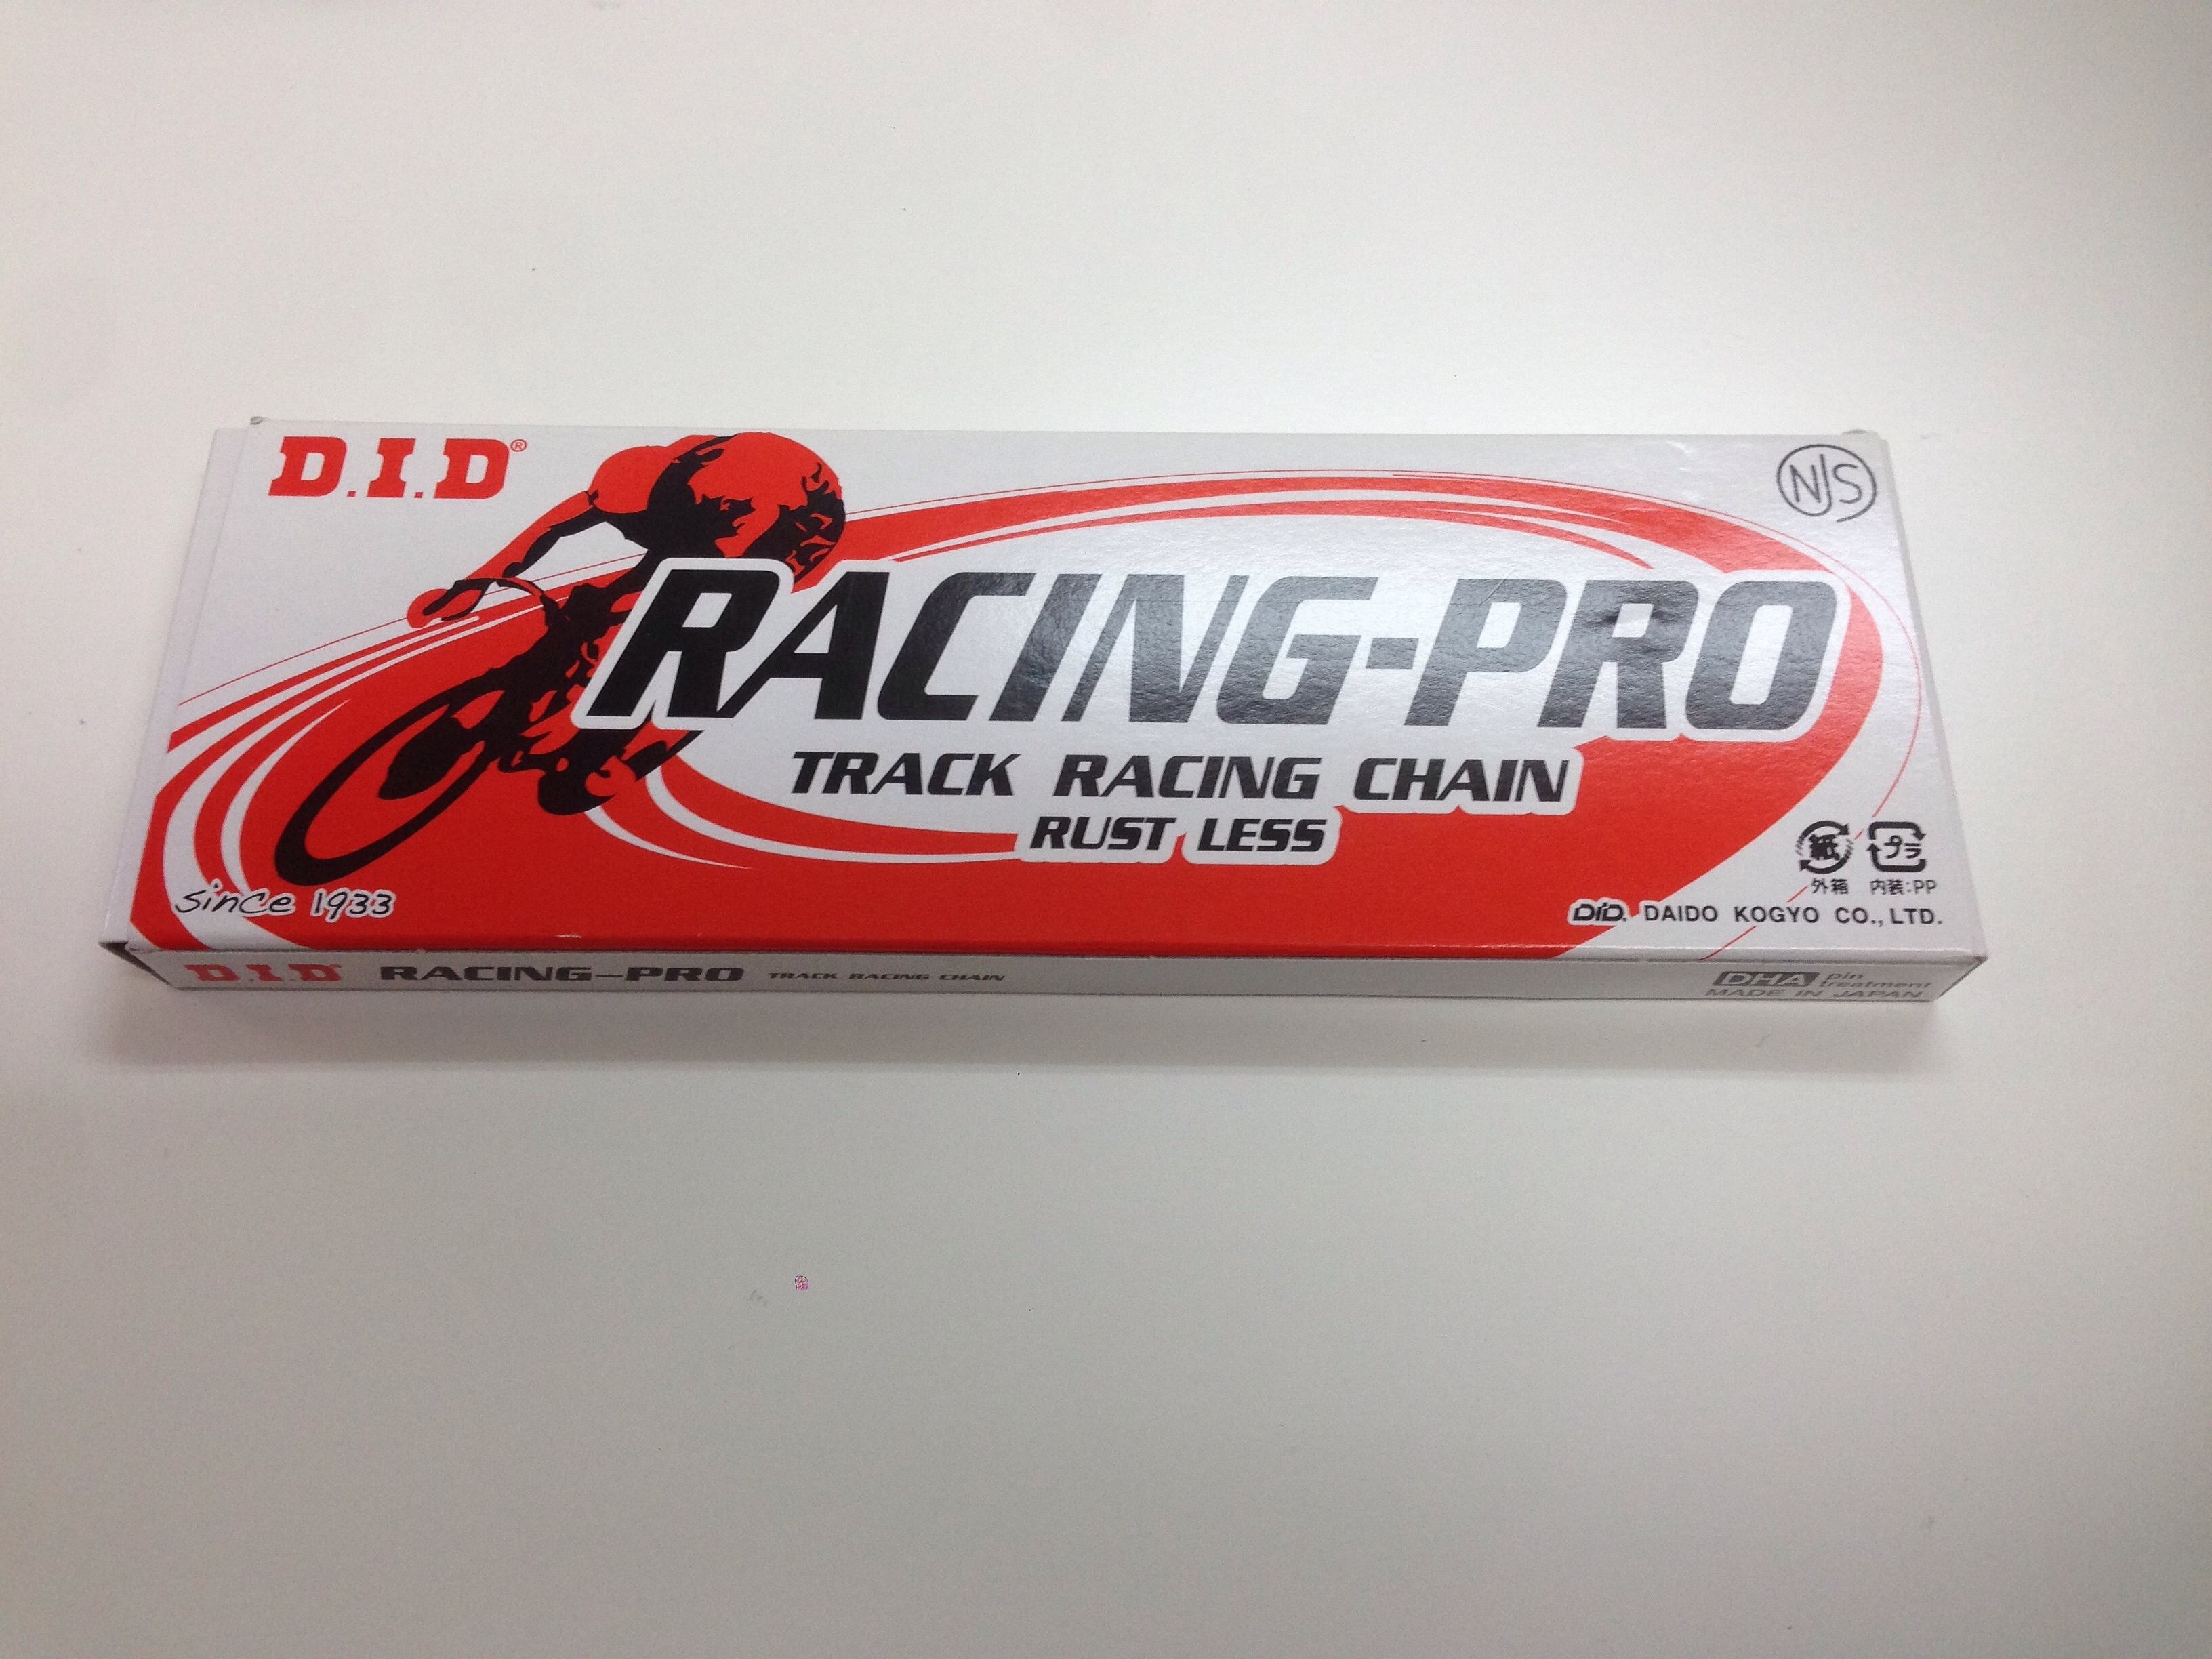 D.I.D®
NJS
RACING-PRO
TRACK RACING CHAIN
RUST LESS
紙 プラ
外箱 内装:PP
since 1933
D.I.D. DAIDO KOGYO CO., LTD.
D.I.D RACING-PRO TRACK RACING CHAIN
DHA pin treatment
MADE IN JAPAN